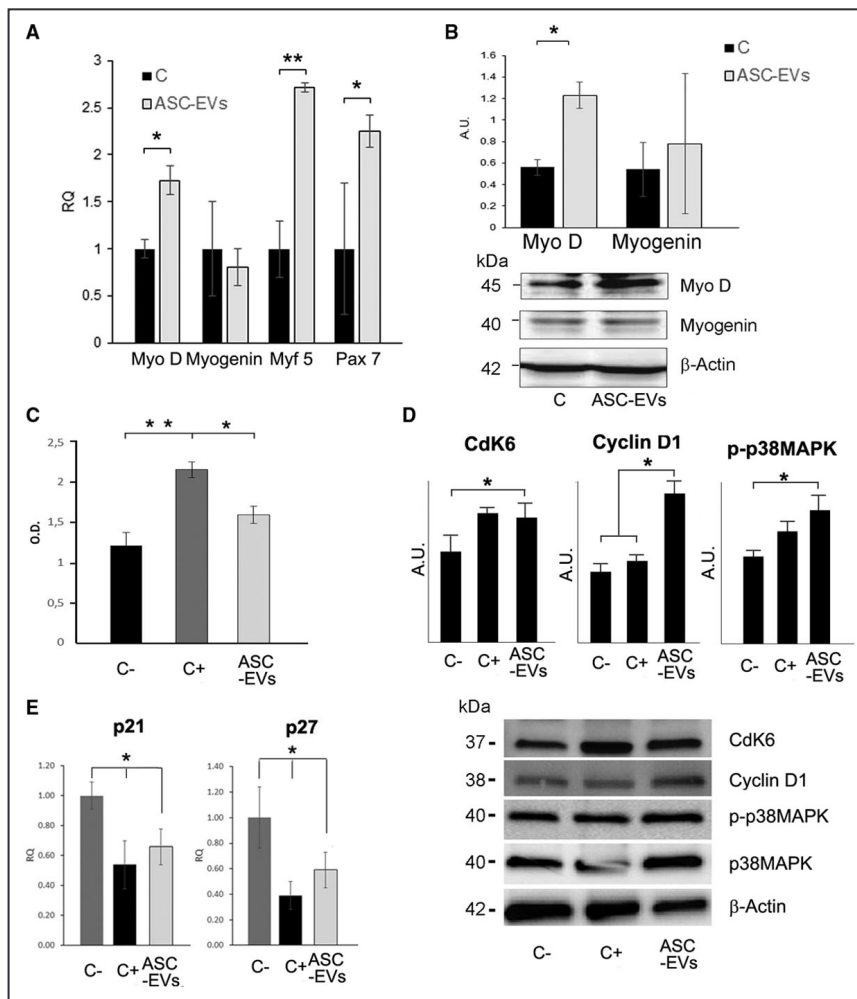 A
C
ASC-EVs
*
**
*
3
2.5
2
1.5
1
0.5
0
RQ
Myo D Myogenin Myf 5 Pax 7
B
*
C
ASC-EVs
1.6
1.4
1.2
1
0.8
0.6
0.4
0.2
0
A.U.
Myo D Myogenin
kDa
45 Myo D
40 Myogenin
42 β-Actin
C ASC-EVs
C
* * *
2,5
2
1,5
1
0,5
0
O.D.
C- C+ ASC
-EVs
D
CdK6
*
A.U.
C- C+ ASC
-EVs
Cyclin D1
*
A.U.
C- C+ ASC
-EVs
p-p38MAPK
*
A.U.
C- C+ ASC
-EVs
kDa
37 CdK6
38 Cyclin D1
40 p-p38MAPK
40 p38MAPK
42 β-Actin
C- C+ ASC
-EVs
E
p21
*
1.20
1.00
0.80
0.60
0.40
0.20
0.00
RQ
C- C+ ASC
-EVs
p27
*
1.40
1.20
1.00
0.80
0.60
0.40
0.20
0.00
RQ
C- C+ ASC
-EVs